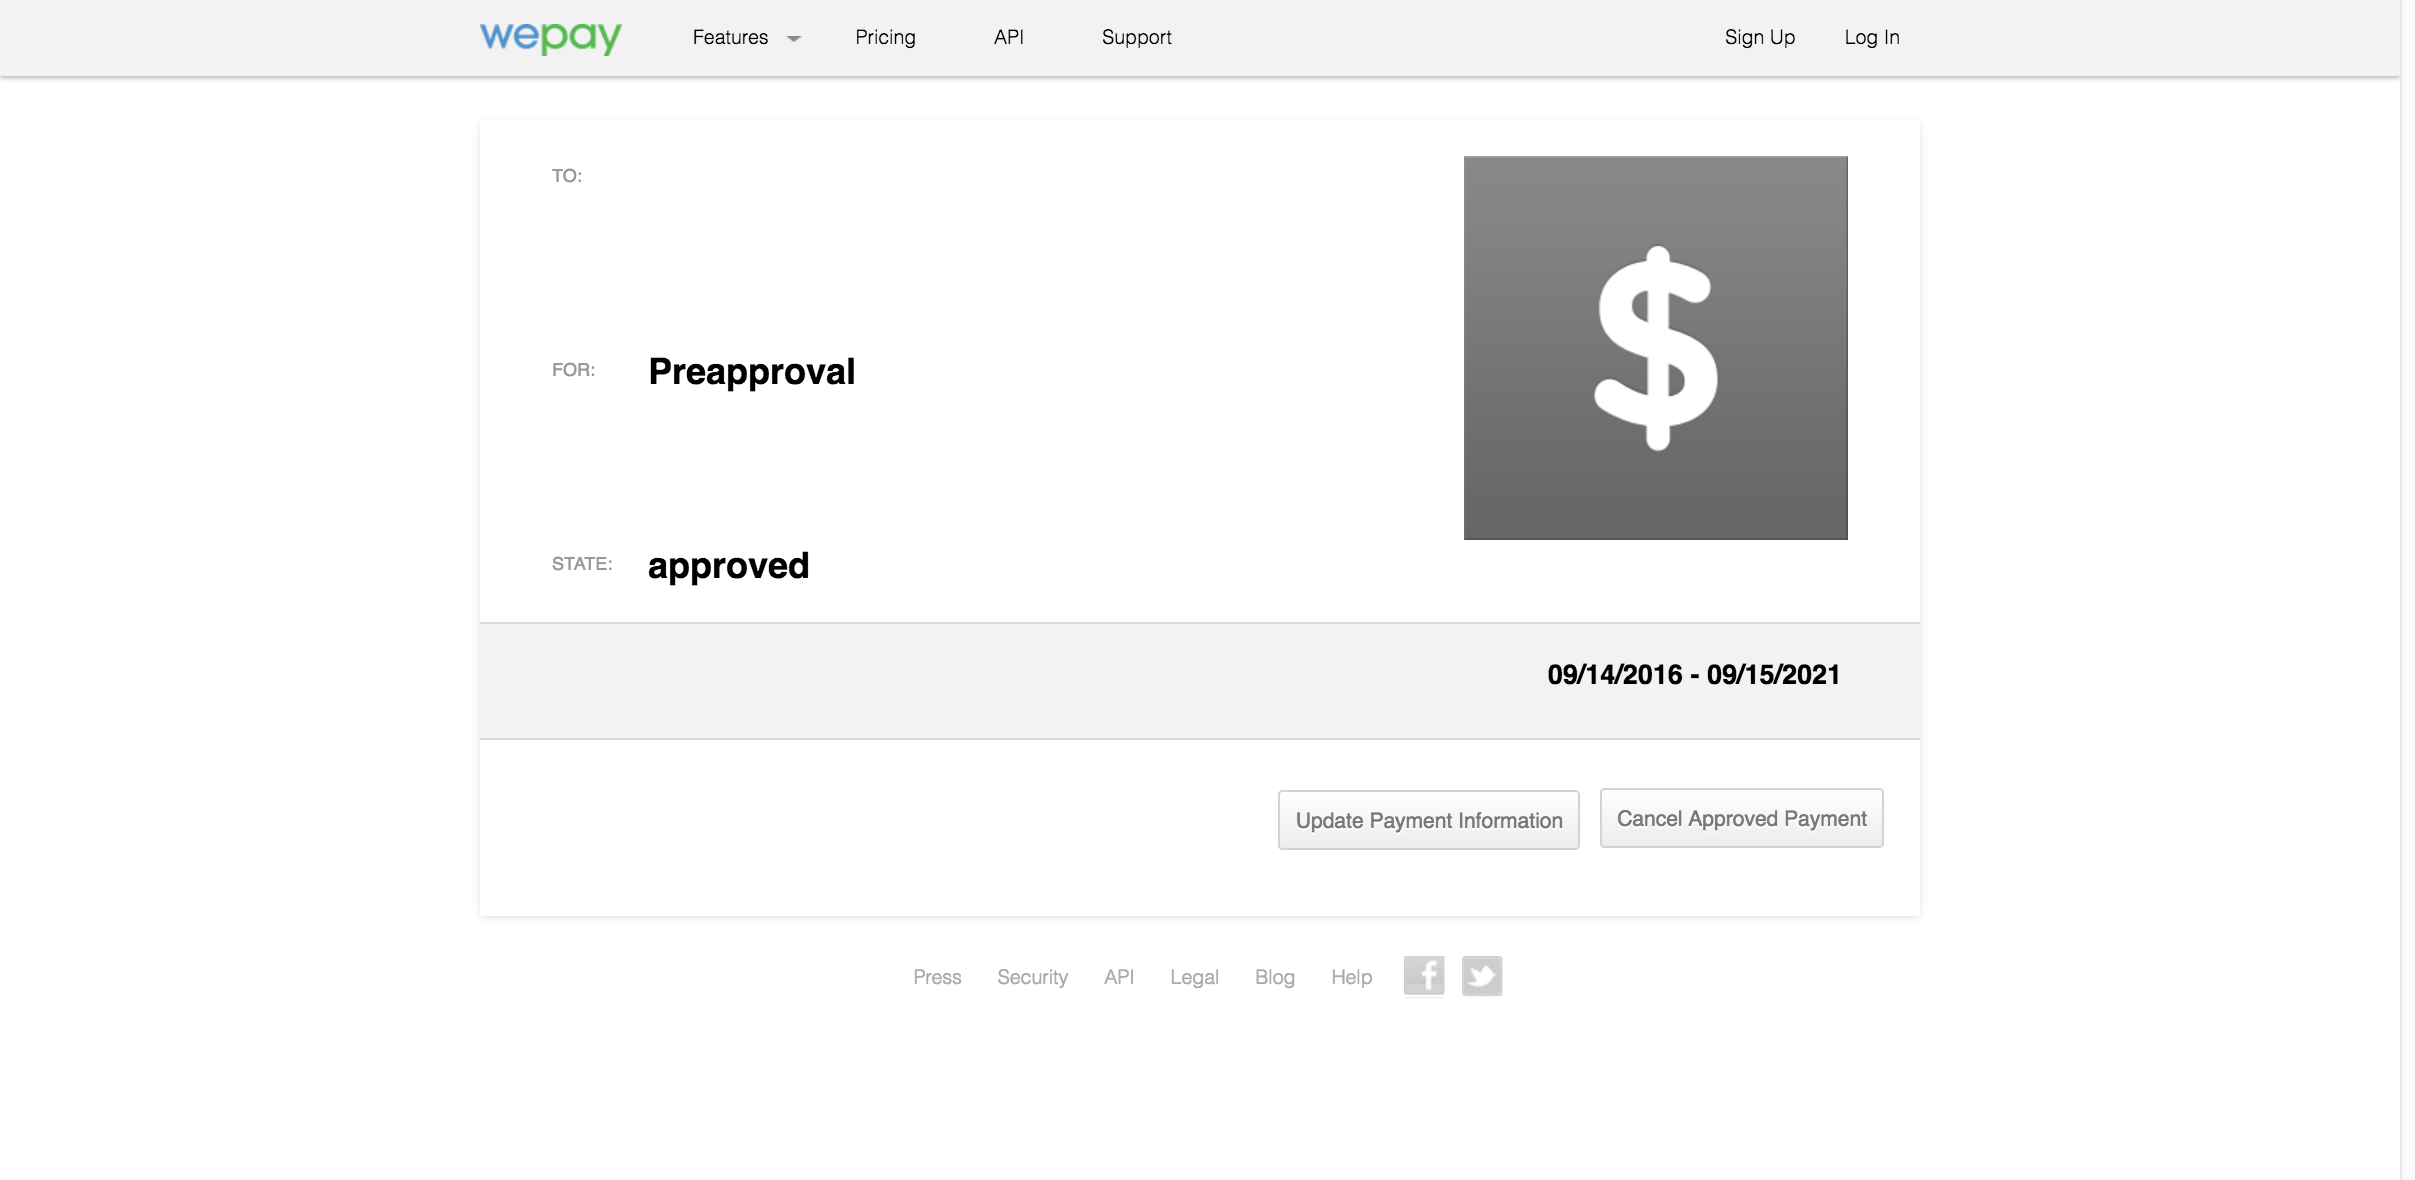 wepay Features Pricing API Support Sign Up Log In
TO:
FOR: Preapproval
STATE: approved
09/14/2016 - 09/15/2021
Update Payment Information Cancel Approved Payment
Press Security API Legal Blog Help